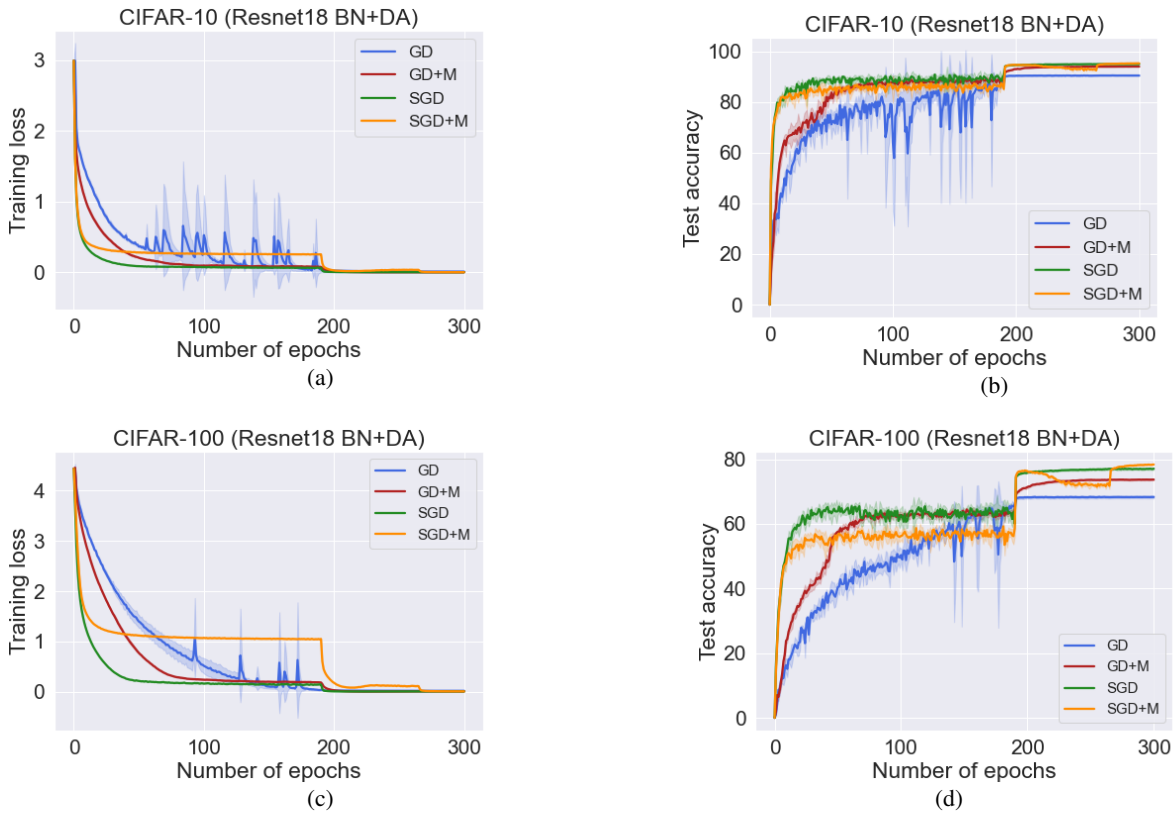 CIFAR-10 (Resnet18 BN+DA)
Training loss
3
2
1
0
GD
GD+M
SGD
SGD+M
0 100 200 300
Number of epochs
(a)
CIFAR-10 (Resnet18 BN+DA)
Test accuracy
100
80
60
40
20
0
GD
GD+M
SGD
SGD+M
0 100 200 300
Number of epochs
(b)
CIFAR-100 (Resnet18 BN+DA)
Training loss
4
3
2
1
0
GD
GD+M
SGD
SGD+M
0 100 200 300
Number of epochs
(c)
CIFAR-100 (Resnet18 BN+DA)
Test accuracy
80
60
40
20
0
GD
GD+M
SGD
SGD+M
0 100 200 300
Number of epochs
(d)